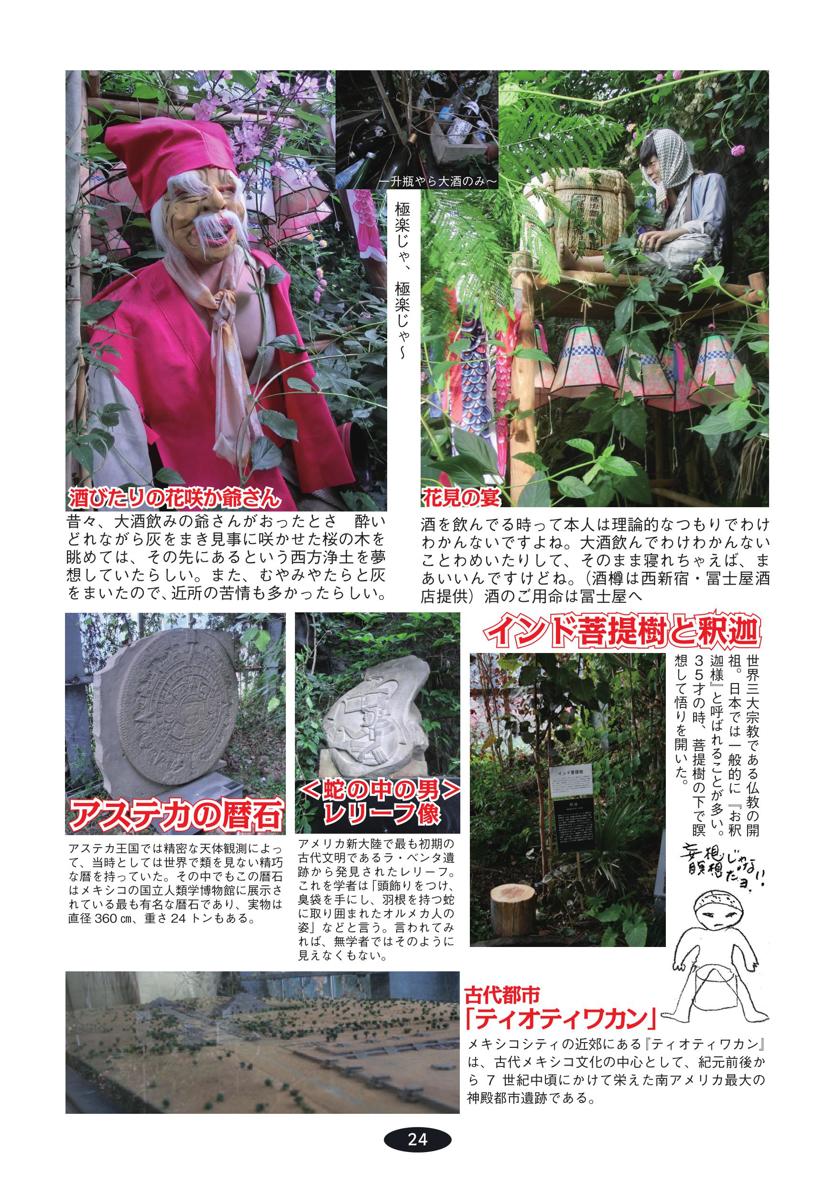 一升瓶やら大酒のみ〜
極楽じゃ、極楽じゃ〜
酒びたりの花咲か爺さん
昔々、大酒飲みの爺さんがおったとさ　酔い
どれながら灰をまき見事に咲かせた桜の木を
眺めては、その先にあるという西方浄土を夢
想していたらしい。また、むやみやたらと灰
をまいたので、近所の苦情も多かったらしい。
花見の宴
酒を飲んでる時って本人は理論的なつもりでわけ
わかんないですよね。大酒飲んでわけわかんない
ことわめいたりして、そのまま寝れちゃえば、ま
あいいんですけどね。（酒樽は西新宿・冨士屋酒
店提供）酒のご用命は冨士屋へ
アステカの暦石
アステカ王国では精密な天体観測によっ
て、当時としては世界で類を見ない精巧
な暦を持っていた。その中でもこの暦石
はメキシコの国立人類学博物館に展示さ
れている最も有名な暦石であり、実物は
直径 360 ㎝、重さ 24 トンもある。
＜蛇の中の男＞
レリーフ像
アメリカ新大陸で最も初期の
古代文明であるラ・ベンタ遺
跡から発見されたレリーフ。
これを学者は「頭飾りをつけ、
臭袋を手にし、羽根を持つ蛇
に取り囲まれたオルメカ人の
姿」などと言う。言われてみ
れば、無学者ではそのように
見えなくもない。
インド菩提樹と釈迦
世界三大宗教である仏教の開
祖。日本では一般的に『お釈
迦様』と呼ばれることが多い。
３５才の時、菩提樹の下で瞑
想して悟りを開いた。
インド菩提樹
妄想じゃない
瞑想だヨ!
古代都市
「ティオティワカン」
メキシコシティの近郊にある『ティオティワカン』
は、古代メキシコ文化の中心として、紀元前後か
ら 7 世紀中頃にかけて栄えた南アメリカ最大の
神殿都市遺跡である。
24